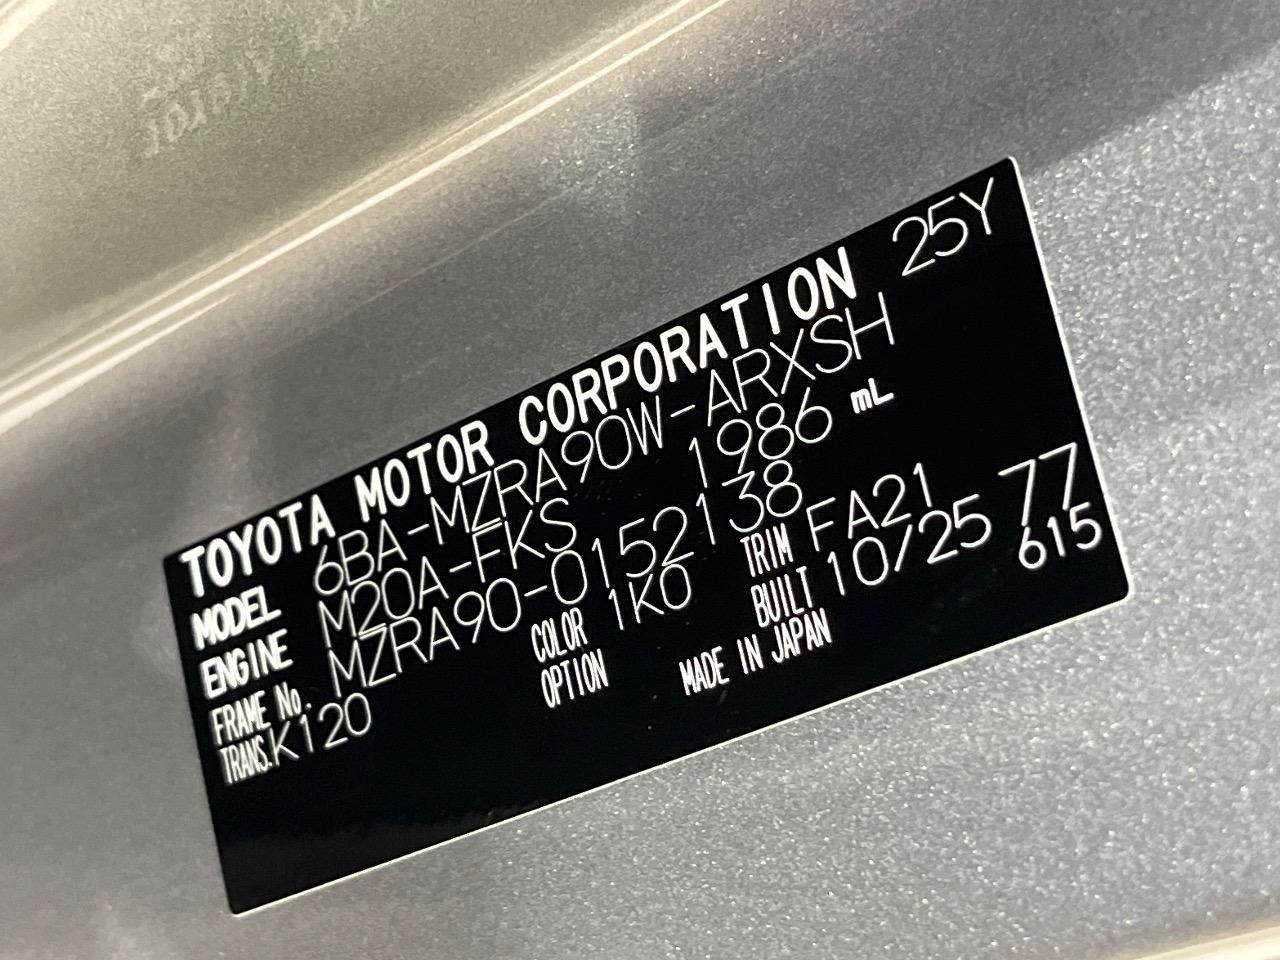 TOYOTA MOTOR CORPORATION 25Y
MODEL 6BA-MZRA90W-ARXSH
ENGINE M20A-FKS 1986 mL
FRAME No. MZRA90-0152138
TRANS. K120 COLOR 1K0 TRIM FA21 77
OPTION BUILT 10/25 615
MADE IN JAPAN